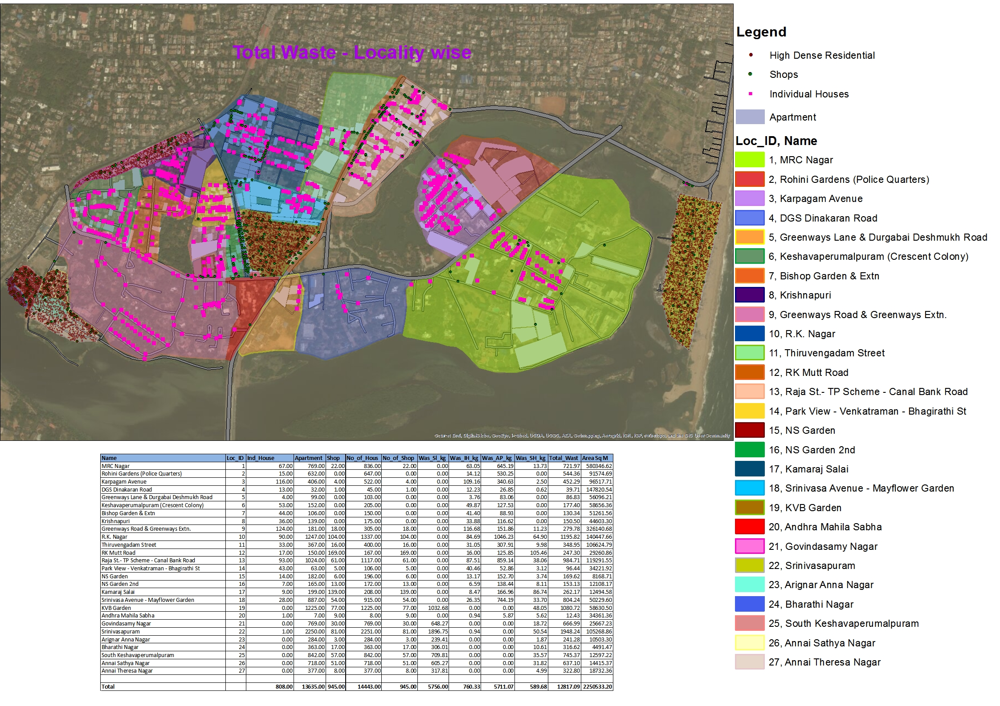 Total Waste - Locality wise
Legend
High Dense Residential
Shops
Individual Houses
Apartment
Loc_ID, Name
1, MRC Nagar
2, Rohini Gardens (Police Quarters)
3, Karpagam Avenue
4, DGS Dinakaran Road
5, Greenways Lane & Durgabai Deshmukh Road
6, Keshavaperumalpuram (Crescent Colony)
7, Bishop Garden & Extn
8, Krishnapuri
9, Greenways Road & Greenways Extn.
10, R.K. Nagar
11, Thiruvengadam Street
12, RK Mutt Road
13, Raja St.- TP Scheme - Canal Bank Road
14, Park View - Venkatraman - Bhagirathi St
15, NS Garden
16, NS Garden 2nd
17, Kamaraj Salai
18, Srinivasa Avenue - Mayflower Garden
19, KVB Garden
20, Andhra Mahila Sabha
21, Govindasamy Nagar
22, Srinivasapuram
23, Arignar Anna Nagar
24, Bharathi Nagar
25, South Keshavaperumalpuram
26, Annai Sathya Nagar
27, Annai Theresa Nagar
Source: Esri, DigitalGlobe, GeoEye, i-cubed, USDA, USGS, AEX, Getmapping, Aerogrid, IGN, IGP, swisstopo, and the GIS User Community
Name Loc_ID Ind_House Apartment Shop No_of_Hous No_of_Shop Was_Sl_kg Was_IH_kg Was_AP_kg Was_SH_kg Total_Wast Area Sq M
MRC Nagar 1 67.00 769.00 22.00 836.00 22.00 0.00 63.05 645.19 13.73 721.97 580346.62
Rohini Gardens (Police Quarters) 2 15.00 632.00 0.00 647.00 0.00 0.00 14.12 530.25 0.00 544.36 91574.69
Karpagam Avenue 3 116.00 406.00 4.00 522.00 4.00 0.00 109.16 340.63 2.50 452.29 96517.71
DGS Dinakaran Road 4 13.00 32.00 1.00 45.00 1.00 0.00 12.23 26.85 0.62 39.71 147820.54
Greenways Lane & Durgabai Deshmukh Road 5 4.00 99.00 0.00 103.00 0.00 0.00 3.76 83.06 0.00 86.83 56096.21
Keshavaperumalpuram (Crescent Colony) 6 53.00 152.00 0.00 205.00 0.00 0.00 49.87 127.53 0.00 177.40 58656.36
Bishop Garden & Extn 7 44.00 106.00 0.00 150.00 0.00 0.00 41.40 88.93 0.00 130.34 51261.56
Krishnapuri 8 36.00 139.00 0.00 175.00 0.00 0.00 33.88 116.62 0.00 150.50 44603.30
Greenways Road & Greenways Extn. 9 124.00 181.00 18.00 305.00 18.00 0.00 116.68 151.86 11.23 279.78 326140.68
R.K. Nagar 10 90.00 1247.00 104.00 1337.00 104.00 0.00 84.69 1046.23 64.90 1195.82 140447.66
Thiruvengadam Street 11 33.00 367.00 16.00 400.00 16.00 0.00 31.05 307.91 9.98 348.95 106624.79
RK Mutt Road 12 17.00 150.00 169.00 167.00 169.00 0.00 16.00 125.85 105.46 247.30 29260.86
Raja St.- TP Scheme - Canal Bank Road 13 93.00 1024.00 61.00 1117.00 61.00 0.00 87.51 859.14 38.06 984.71 119291.55
Park View - Venkatraman - Bhagirathi St 14 43.00 63.00 5.00 106.00 5.00 0.00 40.46 52.86 3.12 96.44 34221.92
NS Garden 15 14.00 182.00 6.00 196.00 6.00 0.00 13.17 152.70 3.74 169.62 8168.71
NS Garden 2nd 16 7.00 165.00 13.00 172.00 13.00 0.00 6.59 138.44 8.11 153.13 12108.17
Kamaraj Salai 17 9.00 199.00 139.00 208.00 139.00 0.00 8.47 166.96 86.74 262.17 12494.58
Srinivasa Avenue - Mayflower Garden 18 28.00 887.00 54.00 915.00 54.00 0.00 26.35 744.19 33.70 804.24 50229.60
KVB Garden 19 0.00 1225.00 77.00 1225.00 77.00 1032.68 0.00 0.00 48.05 1080.72 58630.50
Andhra Mahila Sabha 20 1.00 7.00 9.00 8.00 9.00 0.00 0.94 5.87 5.62 12.43 34361.36
Govindasamy Nagar 21 0.00 769.00 30.00 769.00 30.00 648.27 0.00 0.00 18.72 666.99 25667.23
Srinivasapuram 22 1.00 2250.00 81.00 2251.00 81.00 1896.75 0.94 0.00 50.54 1948.24 105268.86
Arignar Anna Nagar 23 0.00 284.00 3.00 284.00 3.00 239.41 0.00 0.00 1.87 241.28 10503.30
Bharathi Nagar 24 0.00 363.00 17.00 363.00 17.00 306.01 0.00 0.00 10.61 316.62 4491.47
South Keshavaperumalpuram 25 0.00 842.00 57.00 842.00 57.00 709.81 0.00 0.00 35.57 745.37 12597.22
Annai Sathya Nagar 26 0.00 718.00 51.00 718.00 51.00 605.27 0.00 0.00 31.82 637.10 14415.37
Annai Theresa Nagar 27 0.00 377.00 8.00 377.00 8.00 317.81 0.00 0.00 4.99 322.80 18732.36
Total 808.00 13635.00 945.00 14443.00 945.00 5756.00 760.33 5711.07 589.68 12817.09 2250533.20